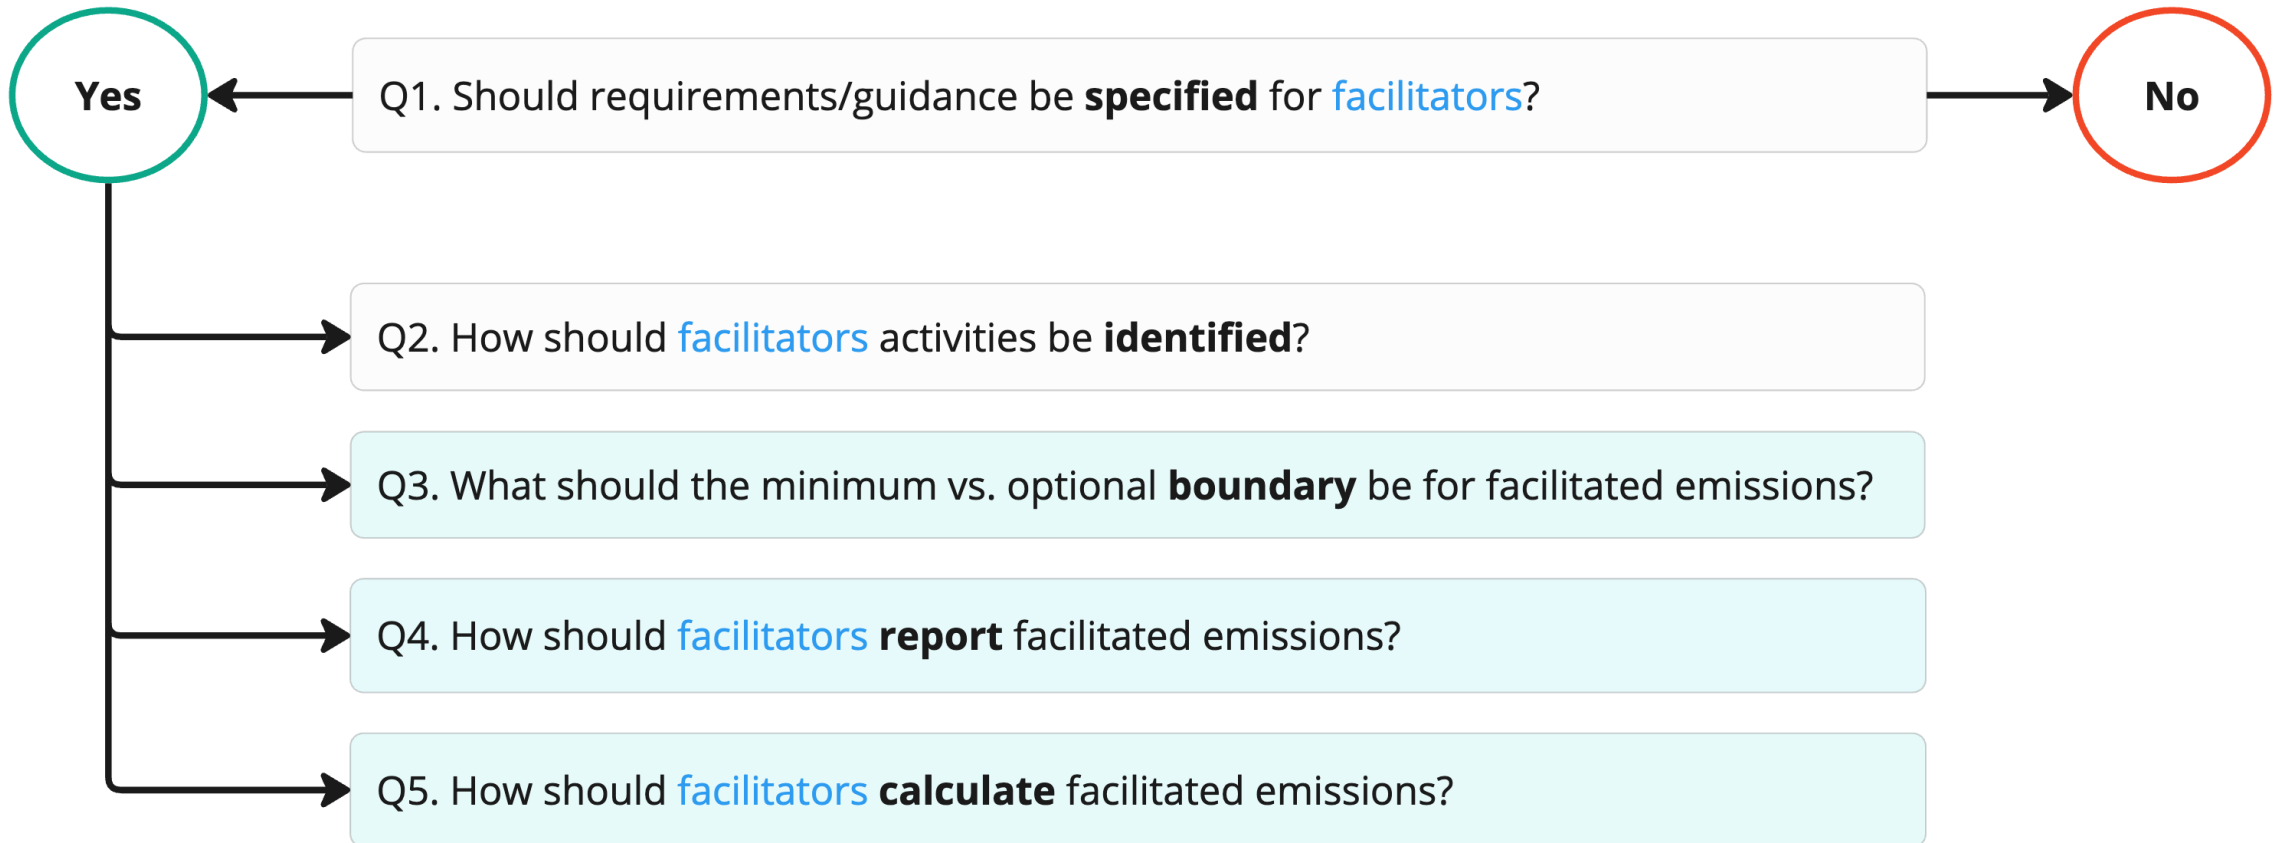 Yes
Q1. Should requirements/guidance be specified for facilitators?
No
Q2. How should facilitators activities be identified?
Q3. What should the minimum vs. optional boundary be for facilitated emissions?
Q4. How should facilitators report facilitated emissions?
Q5. How should facilitators calculate facilitated emissions?